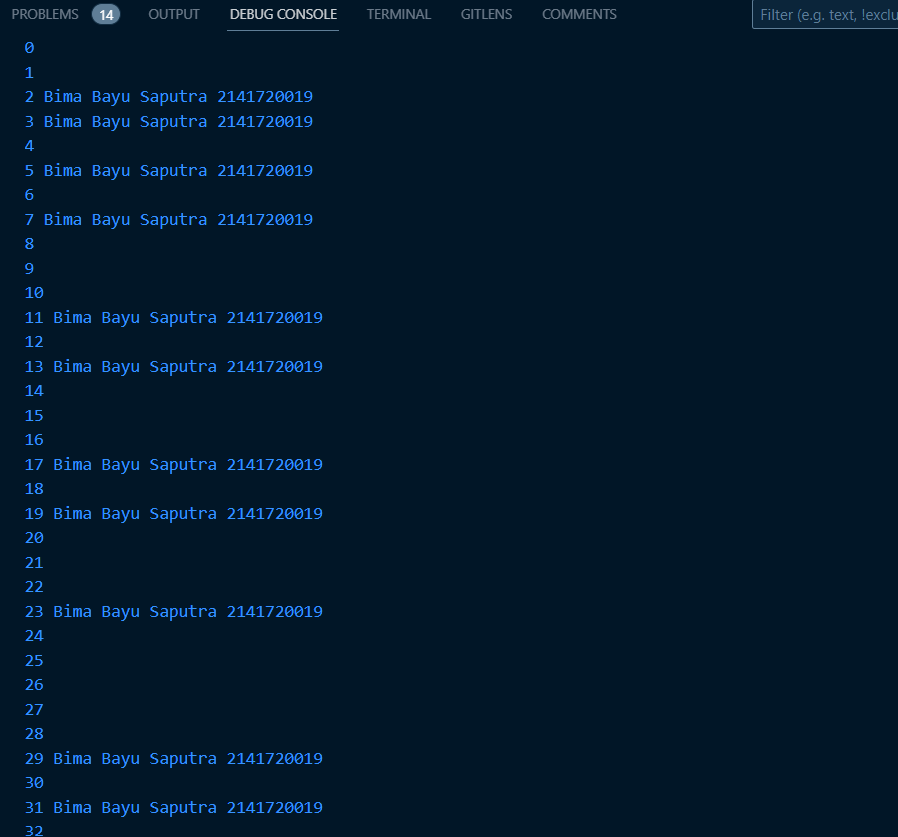 PROBLEMS 14 OUTPUT DEBUG CONSOLE TERMINAL GITLENS COMMENTS Filter (e.g. text, !exclu
0
1
2 Bima Bayu Saputra 2141720019
3 Bima Bayu Saputra 2141720019
4
5 Bima Bayu Saputra 2141720019
6
7 Bima Bayu Saputra 2141720019
8
9
10
11 Bima Bayu Saputra 2141720019
12
13 Bima Bayu Saputra 2141720019
14
15
16
17 Bima Bayu Saputra 2141720019
18
19 Bima Bayu Saputra 2141720019
20
21
22
23 Bima Bayu Saputra 2141720019
24
25
26
27
28
29 Bima Bayu Saputra 2141720019
30
31 Bima Bayu Saputra 2141720019
32